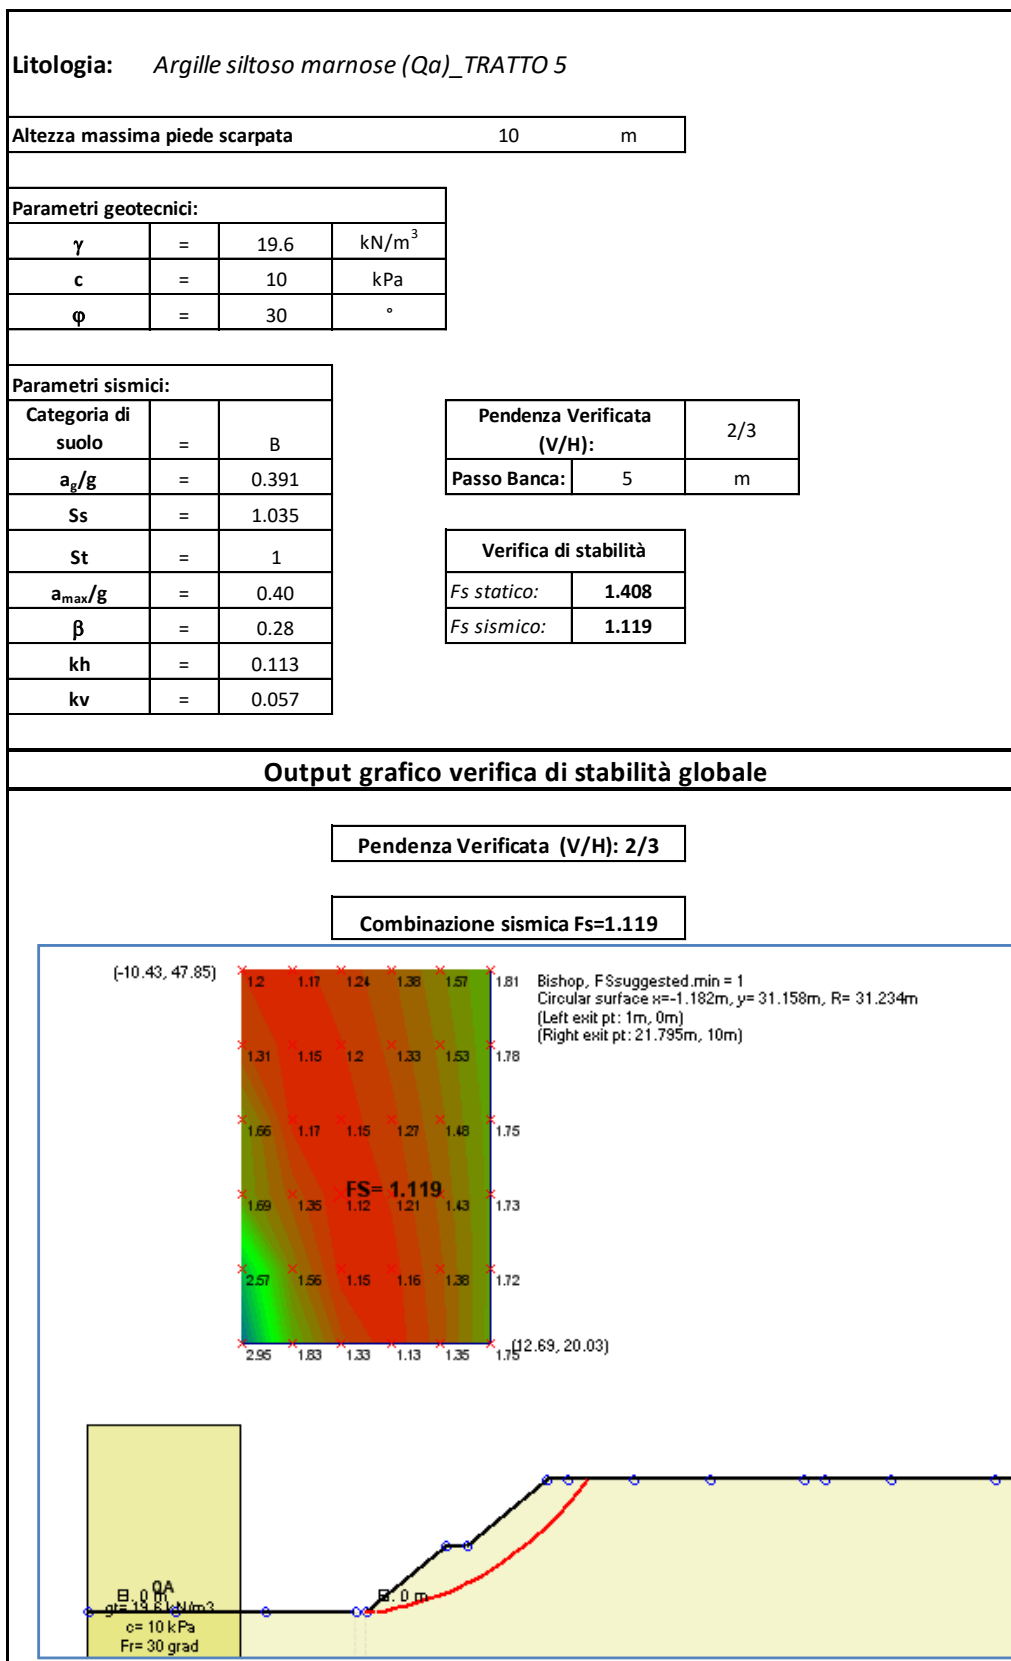 Litologia: Argille siltoso marnose (Qa)_TRATTO 5
Altezza massima piede scarpata 10 m
Parametri geotecnici:
γ = 19.6 kN/m³
c = 10 kPa
φ = 30 °
Parametri sismici:
Categoria di suolo = B
ag/g = 0.391
Ss = 1.035
St = 1
amax/g = 0.40
β = 0.28
kh = 0.113
kv = 0.057
Pendenza Verificata (V/H): 2/3
Passo Banca: 5 m
Verifica di stabilità
Fs statico: 1.408
Fs sismico: 1.119
Output grafico verifica di stabilità globale
Pendenza Verificata (V/H): 2/3
Combinazione sismica Fs=1.119
(-10.43, 47.85)
1.2 1.17 1.24 1.38 1.57 1.81
Bishop, FSsuggested.min = 1
Circular surface x=-1.182m, y= 31.158m, R= 31.234m
(Left exit pt: 1m, 0m)
(Right exit pt: 21.795m, 10m)
1.31 1.15 1.2 1.33 1.53 1.78
1.66 1.17 1.15 1.27 1.48 1.75
FS= 1.119
1.69 1.35 1.12 1.21 1.43 1.73
2.57 1.56 1.15 1.16 1.38 1.72
2.95 1.83 1.33 1.13 1.35 1.75
(12.69, 20.03)
QA
gt= 19.6 kN/m3
c= 10 kPa
Fr= 30 grad